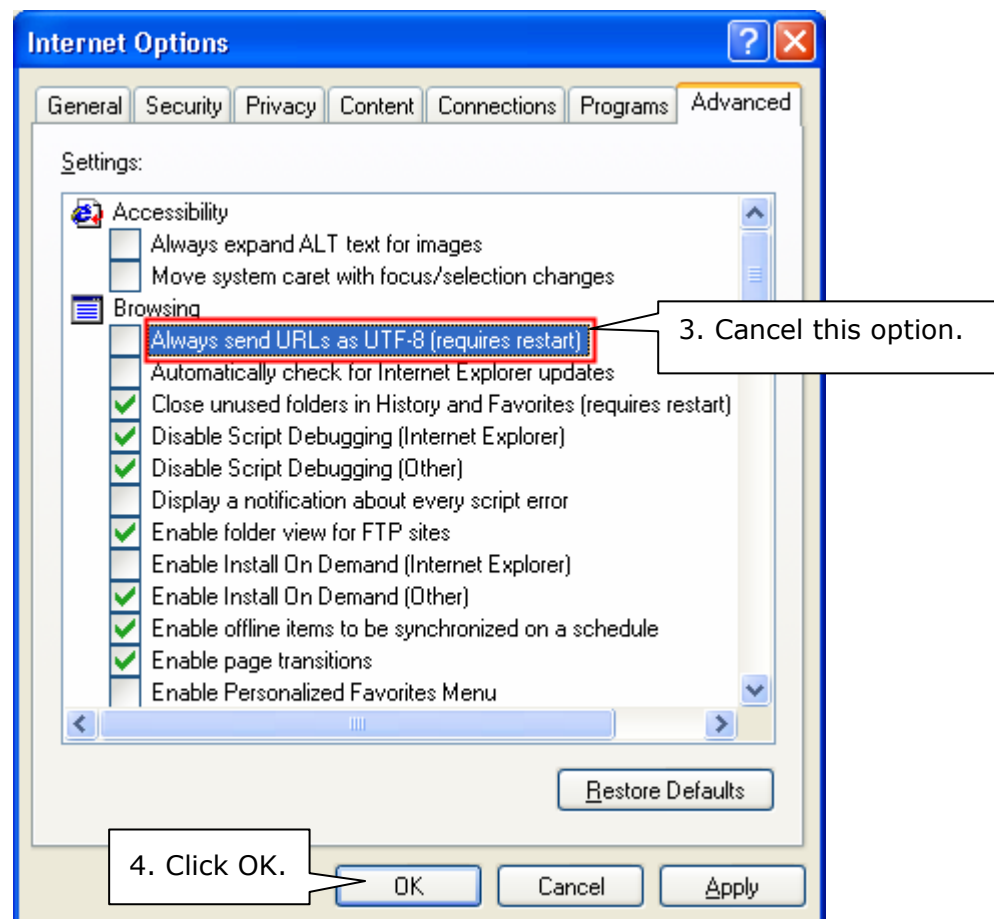 Internet Options
General Security Privacy Content Connections Programs Advanced
Settings:
Accessibility
Always expand ALT text for images
Move system caret with focus/selection changes
Browsing
Always send URLs as UTF-8 (requires restart)
3. Cancel this option.
Automatically check for Internet Explorer updates
Close unused folders in History and Favorites (requires restart)
Disable Script Debugging (Internet Explorer)
Disable Script Debugging (Other)
Display a notification about every script error
Enable folder view for FTP sites
Enable Install On Demand (Internet Explorer)
Enable Install On Demand (Other)
Enable offline items to be synchronized on a schedule
Enable page transitions
Enable Personalized Favorites Menu
Restore Defaults
4. Click OK.
OK Cancel Apply